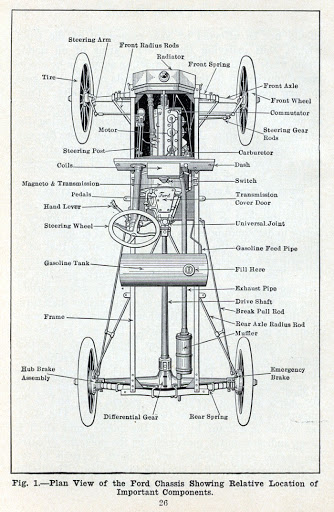 Steering Arm
Front Radius Rods
Radiator
Front Spring
Tire
Front Axle
Front Wheel
Commutator
Motor
Steering Gear
Rods
Steering Post
Carburetor
Coils
Dash
Magneto & Transmission
Switch
Pedals
Transmission
Cover Door
Hand Lever
Ford
Steering Wheel
Universal Joint
Gasoline Feed Pipe
Gasoline Tank
Fill Here
Exhaust Pipe
Drive Shaft
Frame
Break Pull Rod
Rear Axle Radius Rod
Muffler
Hub Brake
Assembly
Emergency
Brake
Differential Gear
Rear Spring
Fig. 1.—Plan View of the Ford Chassis Showing Relative Location of
Important Components.
26